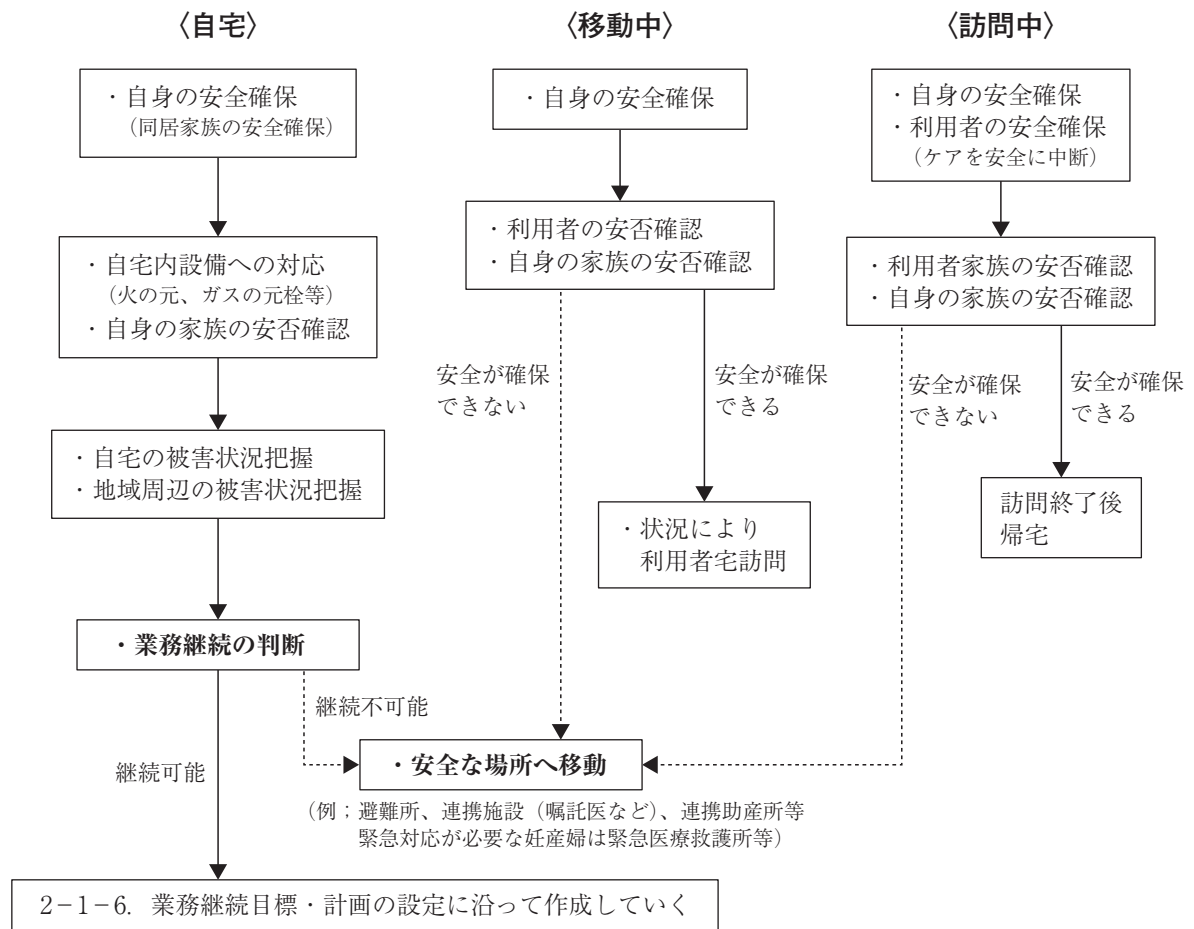 〈自宅〉
・自身の安全確保
（同居家族の安全確保）
・自宅内設備への対応
（火の元、ガスの元栓等）
・自身の家族の安否確認
・自宅の被害状況把握
・地域周辺の被害状況把握
・業務継続の判断
継続不可能
継続可能
〈移動中〉
・自身の安全確保
・利用者の安否確認
・自身の家族の安否確認
安全が確保
できない
安全が確保
できる
・状況により
利用者宅訪問
〈訪問中〉
・自身の安全確保
・利用者の安全確保
（ケアを安全に中断）
・利用者家族の安否確認
・自身の家族の安否確認
安全が確保
できない
安全が確保
できる
訪問終了後
帰宅
・安全な場所へ移動
（例；避難所、連携施設（嘱託医など）、連携助産所等
緊急対応が必要な妊産婦は緊急医療救護所等）
2−1−6. 業務継続目標・計画の設定に沿って作成していく